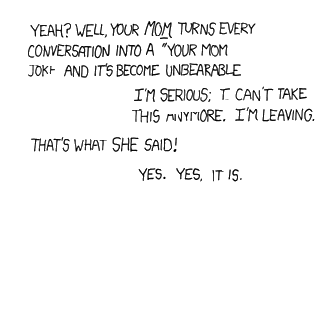 YEAH? WELL, YOUR MOM TURNS EVERY
CONVERSATION INTO A "YOUR MOM
JOKE AND IT'S BECOME UNBEARABLE
I'M SERIOUS; I CAN'T TAKE
THIS ANYMORE. I'M LEAVING.
THAT'S WHAT SHE SAID!
YES. YES, IT IS.